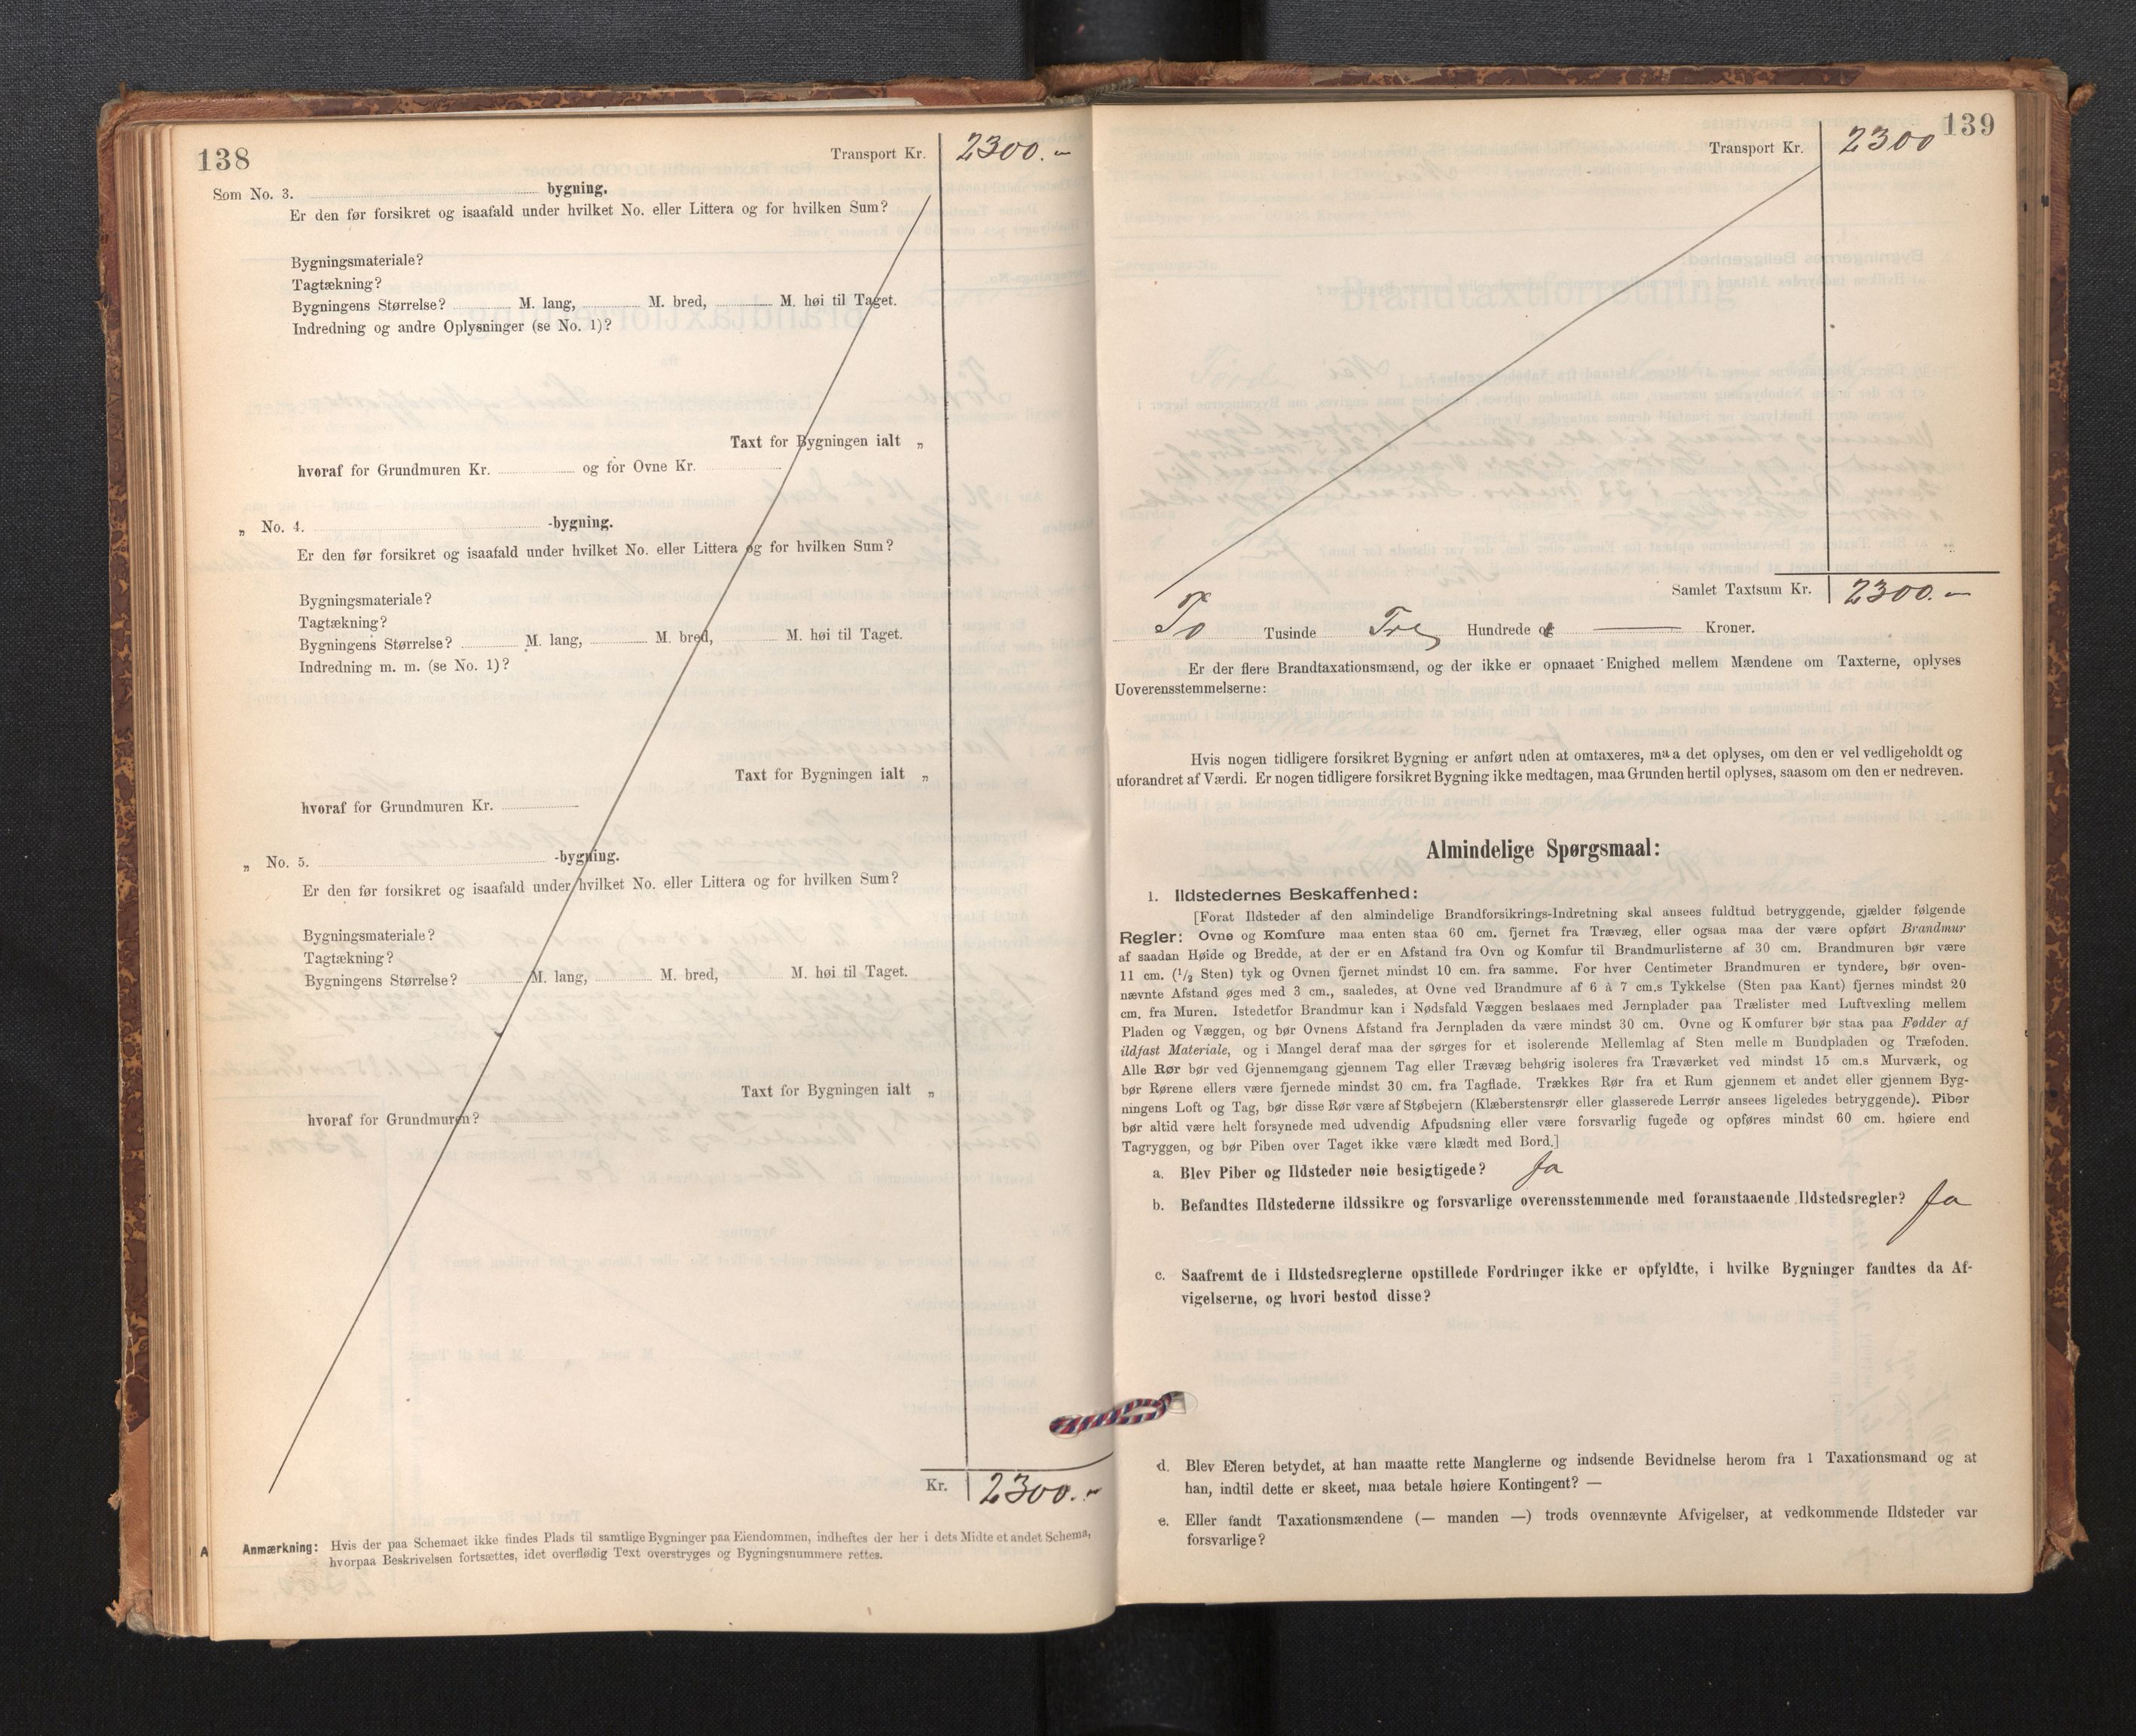 138
Transport Kr. 2300.–
Som No. 3. bygning.
Er den før forsikret og isaafald under hvilket No. eller Littera og for hvilken Sum?
Bygningsmateriale?
Tagtækning?
Bygningens Størrelse? M. lang, M. bred, M. høi til Taget.
Indredning og andre Oplysninger (se No. 1)?
Taxt for Bygningen ialt „
hvoraf for Grundmuren Kr. og for Ovne Kr.
„ No. 4. -bygning.
Er den før forsikret og isaafald under hvilket No. eller Littera og for hvilken Sum?
Bygningsmateriale?
Tagtækning?
Bygningens Størrelse? M. lang, M. bred, M. høi til Taget.
Indredning m. m. (se No. 1)?
Taxt for Bygningen ialt „
hvoraf for Grundmuren Kr.
„ No. 5. -bygning.
Er den før forsikret og isaafald under hvilket No. eller Littera og for hvilken Sum?
Bygningsmateriale?
Tagtækning?
Bygningens Størrelse? M. lang, M. bred, M. høi til Taget.
Taxt for Bygningen ialt „
hvoraf for Grundmuren?
Kr. 2300.–
A Anmærkning: Hvis der paa Schemaet ikke findes Plads til samtlige Bygninger paa Eiendommen, indheftes der her i dets Midte et andet Schema,
hvorpaa Beskrivelsen fortsættes, idet overflødig Text overstryges og Bygningsnummere rettes.
139
Transport Kr. 2300
Samlet Taxtsum Kr. 2300.–
To Tusinde Tre Hundrede og — Kroner.
Er der flere Brandtaxationsmænd, og der ikke er opnaaet Enighed mellem Mændene om Taxterne, oplyses
Uoverensstemmelserne:
Hvis nogen tidligere forsikret Bygning er anført uden at omtaxeres, maa det oplyses, om den er vel vedligeholdt og
uforandret af Værdi. Er nogen tidligere forsikret Bygning ikke medtagen, maa Grunden hertil oplyses, saasom om den er nedreven.
Almindelige Spørgsmaal:
1. Ildstedernes Beskaffenhed:
[Forat Ildsteder af den almindelige Brandforsikrings-Indretning skal ansees fuldtud betryggende, gjælder følgende
Regler: Ovne og Komfure maa enten staa 60 cm. fjernet fra Trævæg, eller ogsaa maa der være opført Brandmur
af saadan Høide og Bredde, at der er en Afstand fra Ovn og Komfur til Brandmurlisterne af 30 cm. Brandmuren bør være
11 cm. (1/2 Sten) tyk og Ovnen fjernet mindst 10 cm. fra samme. For hver Centimeter Brandmuren er tyndere, bør oven-
nævnte Afstand øges med 3 cm., saaledes, at Ovne ved Brandmure af 6 à 7 cm.s Tykkelse (Sten paa Kant) fjernes mindst 20
cm. fra Muren. Istedetfor Brandmur kan i Nødsfald Væggen beslaaes med Jernplader paa Trælister med Luftvexling mellem
Pladen og Væggen, og bør Ovnens Afstand fra Jernpladen da være mindst 30 cm. Ovne og Komfurer bør staa paa Fødder af
ildfast Materiale, og i Mangel deraf maa der sørges for et isolerende Mellemlag af Sten mellem Bundpladen og Træfoden.
Alle Rør bør ved Gjennemgang gjennem Tag eller Trævæg behørig isoleres fra Træværket ved mindst 15 cm.s Murværk, og
bør Rørene ellers være fjernede mindst 30 cm. fra Tagflade. Trækkes Rør fra et Rum gjennem et andet eller gjennem Byg-
ningens Loft og Tag, bør disse Rør være af Støbejern (Klæberstensrør eller glasserede Lerrør ansees ligeledes betryggende). Piber
bør altid være helt forsynede med udvendig Afpudsning eller være forsvarlig fugede og opføres mindst 60 cm. høiere end
Tagryggen, og bør Piben over Taget ikke være klædt med Bord.]
a. Blev Piber og Ildsteder nøie besigtigede? Ja
b. Befandtes Ildstederne ildssikre og forsvarlige overensstemmende med foranstaaende Ildstedsregler? Ja
c. Saafremt de i Ildstedsreglerne opstillede Fordringer ikke er opfyldte, i hvilke Bygninger fandtes da Af-
vigelserne, og hvori bestod disse?
d. Blev Eieren betydet, at han maatte rette Manglerne og indsende Bevidnelse herom fra 1 Taxationsmand og at
han, indtil dette er skeet, maa betale høiere Kontingent? —
e. Eller fandt Taxationsmændene (— manden —) trods ovennævnte Afvigelser, at vedkommende Ildsteder var
forsvarlige?